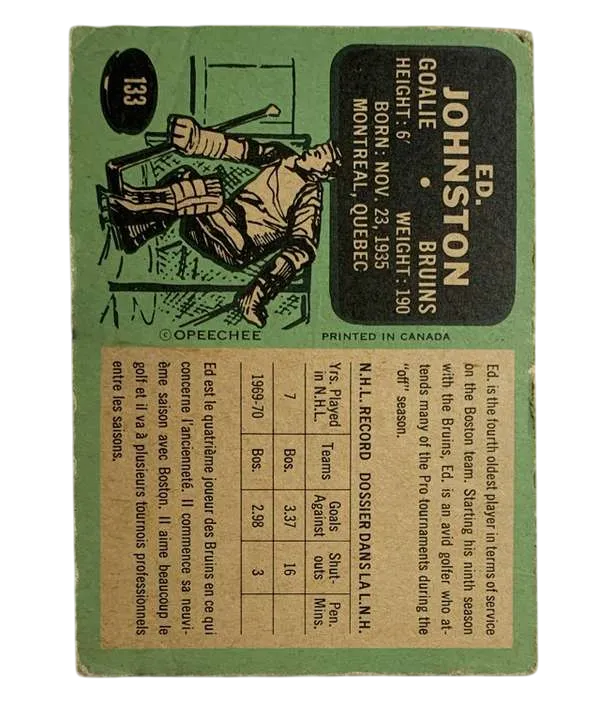 133
ED.
JOHNSTON
GOALIE • BRUINS
HEIGHT: 6' WEIGHT: 190
BORN: NOV. 23, 1935
MONTREAL, QUEBEC
©OPEECHEE PRINTED IN CANADA
Ed. is the fourth oldest player in terms of service
on the Boston team. Starting his ninth season
with the Bruins, Ed. is an avid golfer who at-
tends many of the Pro tournaments during the
"off" season.
N.H.L. RECORD DOSSIER DANS LA L.N.H.
Yrs. Played in N.H.L. Teams Goals Against Shut-outs Pen. Mins.
7 Bos. 3.37 16
1969-70 Bos. 2.98 3
Ed est le quatrième joueur des Bruins en ce qui
concerne l'ancienneté. Il commence sa neuvi-
ème saison avec Boston. Il aime beaucoup le
golf et il va à plusieurs tournois professionnels
entre les saisons.